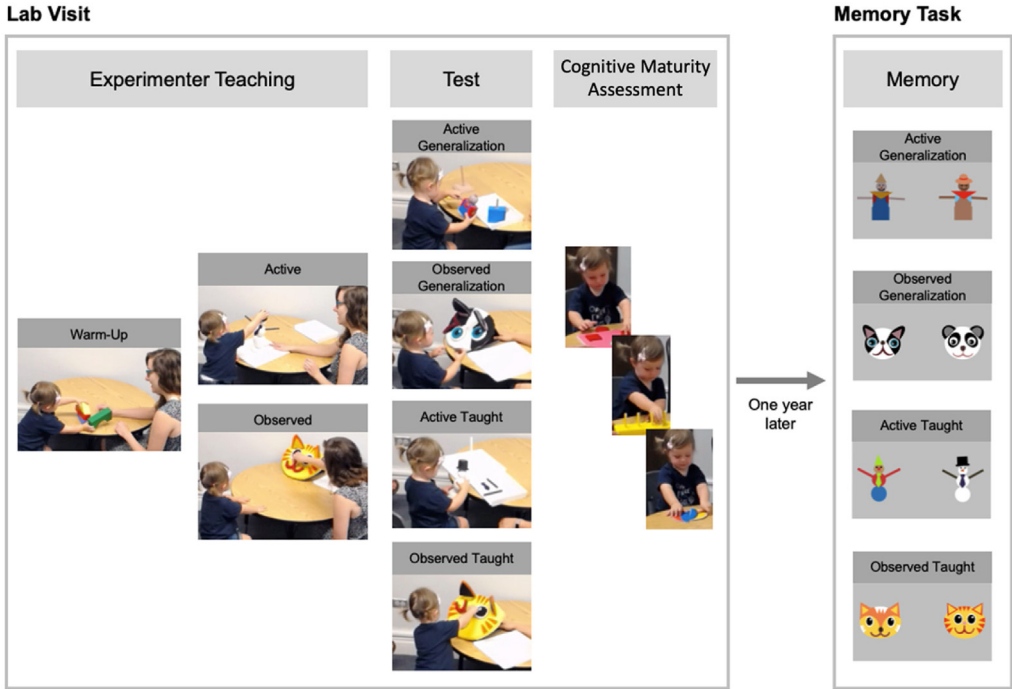 Lab Visit
Memory Task
Experimenter Teaching
Test
Cognitive Maturity
Assessment
Memory
Warm-Up
Active
Observed
Active
Generalization
Observed
Generalization
Active Taught
Observed Taught
One year
later
Active
Generalization
Observed
Generalization
Active Taught
Observed Taught